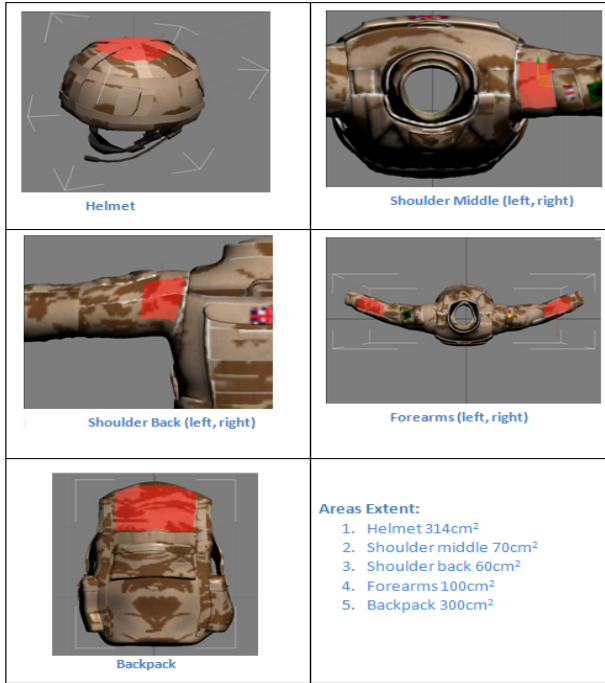 Helmet
Shoulder Middle (left, right)
Shoulder Back (left, right)
Forearms (left, right)
Backpack
Areas Extent:
1. Helmet 314cm²
2. Shoulder middle 70cm²
3. Shoulder back 60cm²
4. Forearms 100cm²
5. Backpack 300cm²